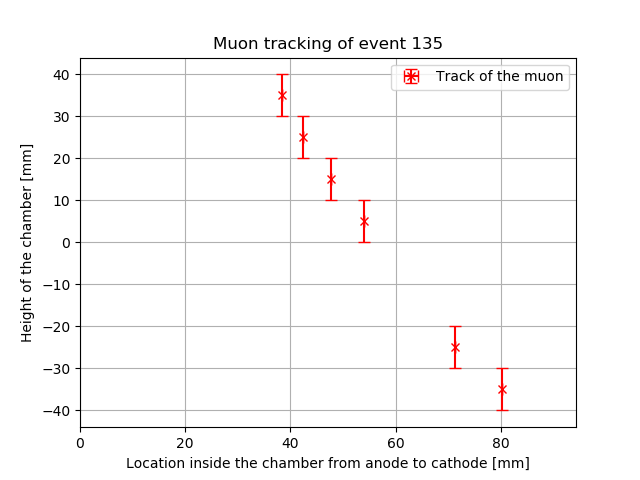 Muon tracking of event 135
Track of the muon
Height of the chamber [mm]
40
30
20
10
0
−10
−20
−30
−40
0 20 40 60 80
Location inside the chamber from anode to cathode [mm]